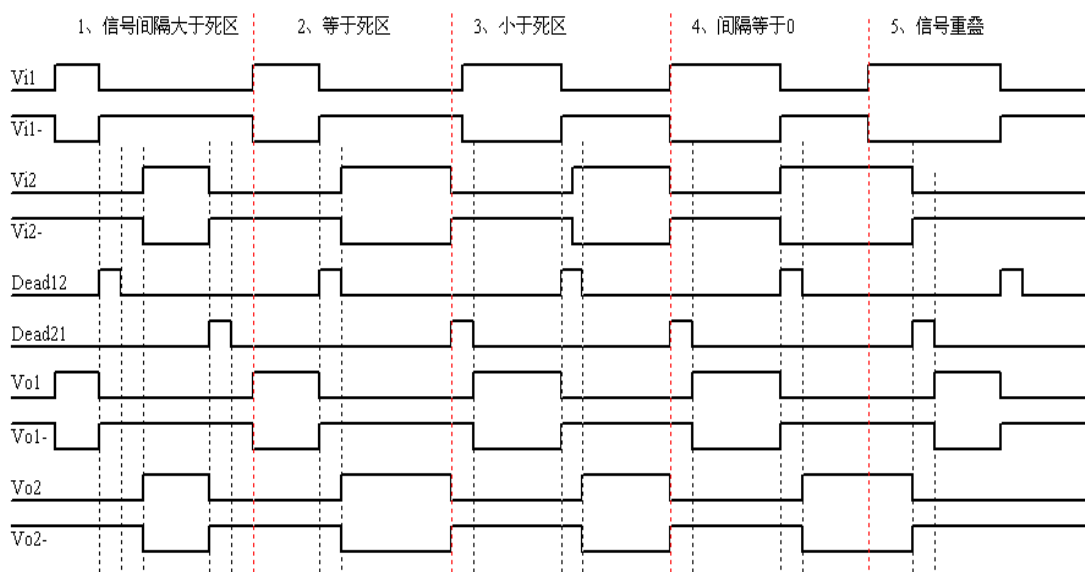 1、信号间隔大于死区 2、等于死区 3、小于死区 4、间隔等于0 5、信号重叠
Vi1
Vi1-
Vi2
Vi2-
Dead12
Dead21
Vo1
Vo1-
Vo2
Vo2-